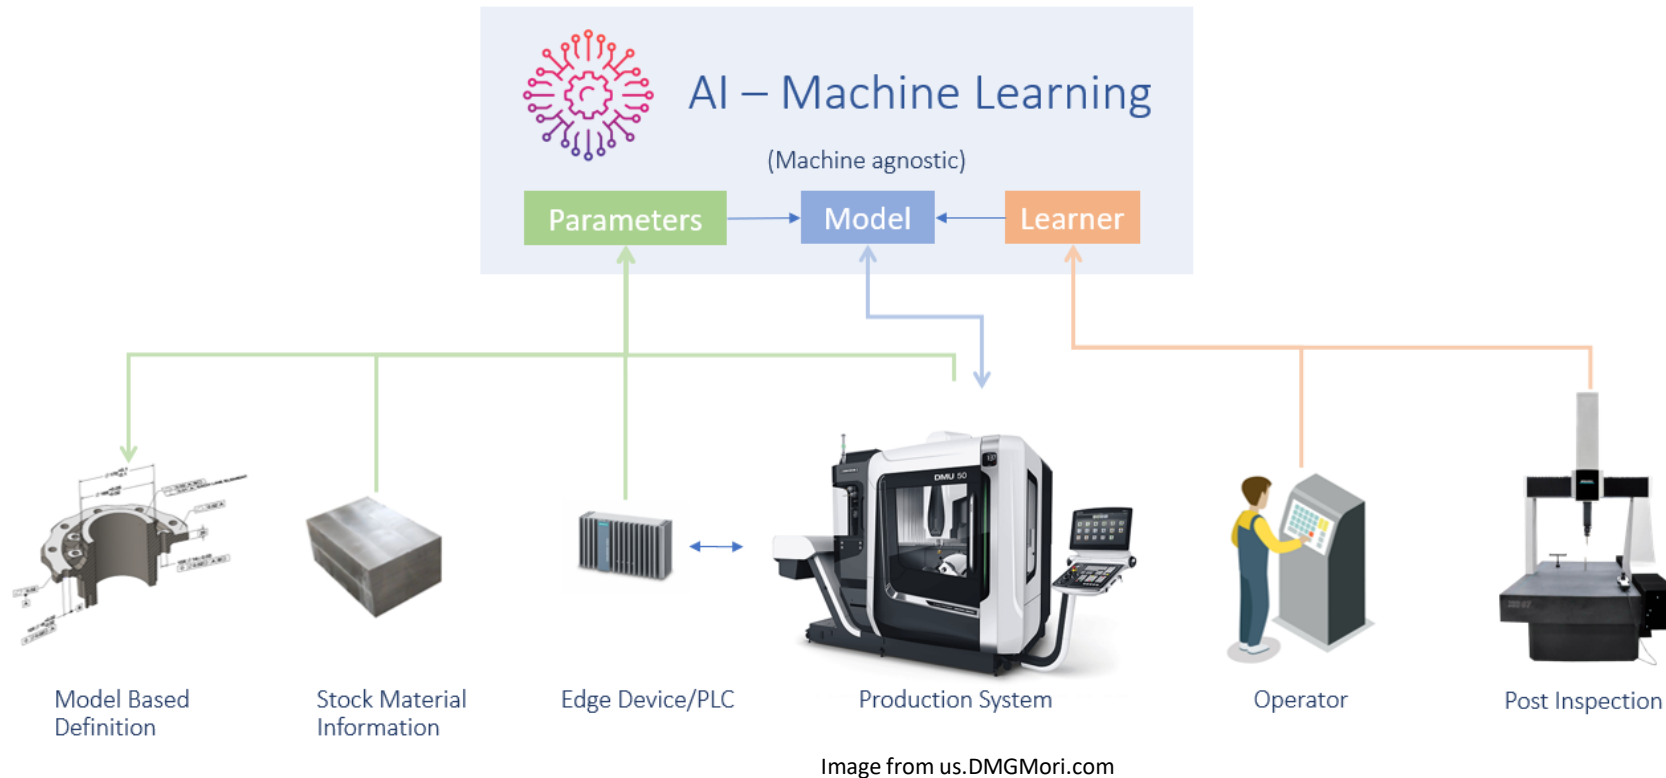 AI – Machine Learning
(Machine agnostic)
Parameters
Model
Learner
DMU 50
Model Based
Definition
Stock Material
Information
Edge Device/PLC
Production System
Operator
Post Inspection
Image from us.DMGMori.com